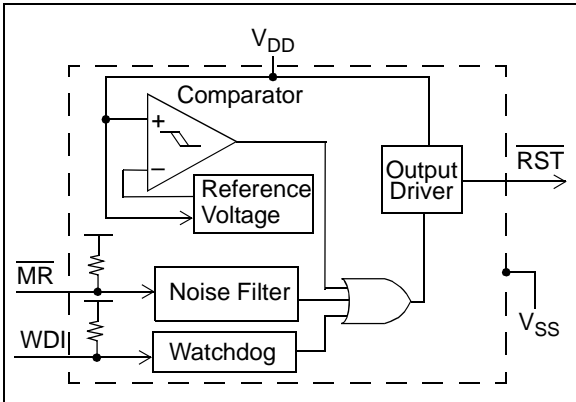 VDD
Comparator
+
−
Reference
Voltage
Output
Driver
RST
MR
Noise Filter
WDI
Watchdog
VSS